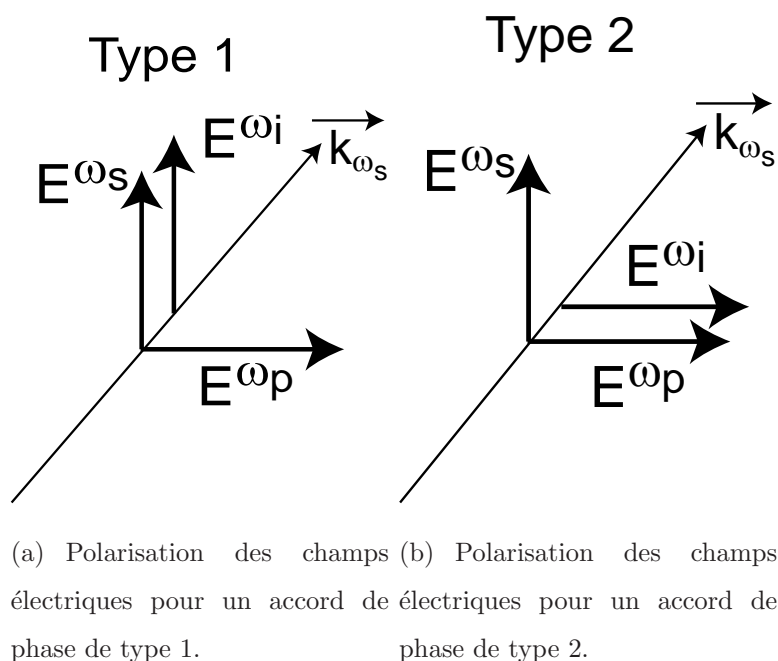 Type 1
E^ωs
E^ωi
k_ωs
E^ωp
Type 2
E^ωs
k_ωs
E^ωi
E^ωp
(a) Polarisation des champs
électriques pour un accord de
phase de type 1.
(b) Polarisation des champs
électriques pour un accord de
phase de type 2.